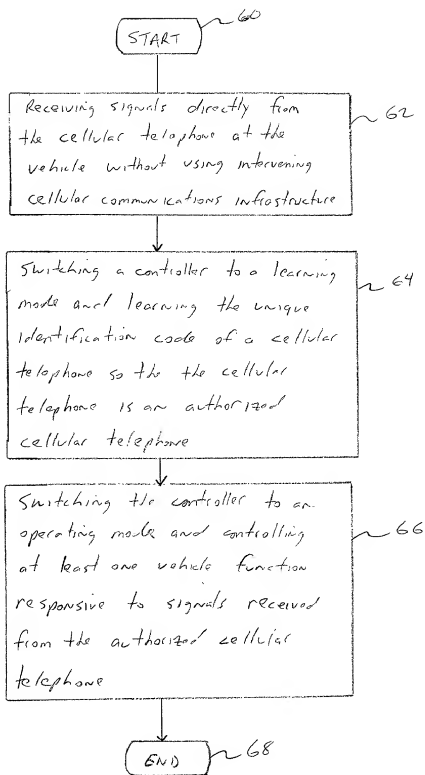 60
START
Receiving signals directly from
the cellular telephone at the
vehicle without using intervening
cellular communications infrastructure
62
Switching a controller to a learning
mode and learning the unique
identification code of a cellular
telephone so the the cellular
telephone is an authorized
cellular telephone
64
Switching the controller to an
operating mode and controlling
at least one vehicle function
responsive to signals received
from the authorized cellular
telephone
66
END
68